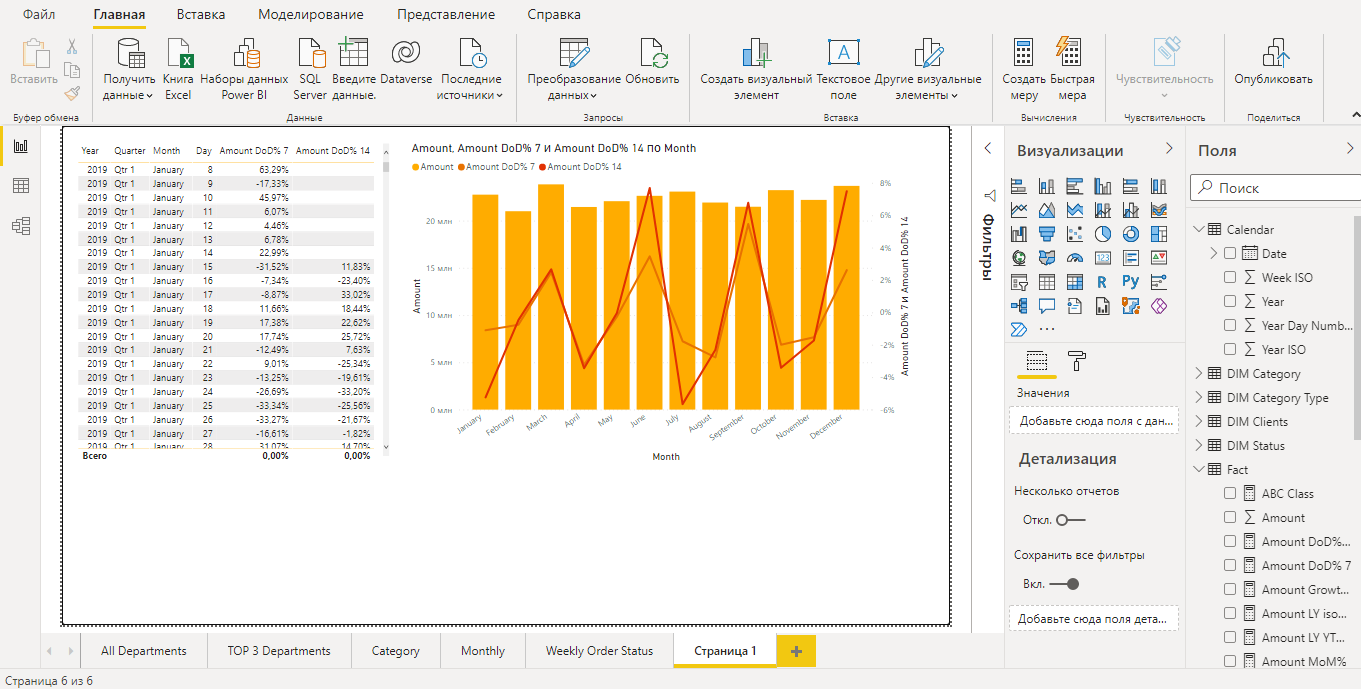 Файл Главная Вставка Моделирование Представление Справка
Вставить
Буфер обмена
Получить данные
Книга Excel
Наборы данных Power BI
SQL Server
Введите данные.
Dataverse
Последние источники
Данные
Преобразование данных
Обновить
Запросы
Создать визуальный элемент
Текстовое поле
Другие визуальные элементы
Вставка
Создать меру
Быстрая мера
Вычисления
Чувствительность
Чувствительность
Опубликовать
Поделиться
Year Quarter Month Day Amount DoD% 7 Amount DoD% 14
2019 Qtr 1 January 8 63,29%
2019 Qtr 1 January 9 -17,33%
2019 Qtr 1 January 10 45,97%
2019 Qtr 1 January 11 6,07%
2019 Qtr 1 January 12 4,46%
2019 Qtr 1 January 13 6,78%
2019 Qtr 1 January 14 22,99%
2019 Qtr 1 January 15 -31,52% 11,83%
2019 Qtr 1 January 16 -7,34% -23,40%
2019 Qtr 1 January 17 -8,87% 33,02%
2019 Qtr 1 January 18 11,66% 18,44%
2019 Qtr 1 January 19 17,38% 22,62%
2019 Qtr 1 January 20 17,74% 25,72%
2019 Qtr 1 January 21 -12,49% 7,63%
2019 Qtr 1 January 22 9,01% -25,34%
2019 Qtr 1 January 23 -13,25% -19,61%
2019 Qtr 1 January 24 -26,69% -33,20%
2019 Qtr 1 January 25 -33,34% -25,56%
2019 Qtr 1 January 26 -33,27% -21,67%
2019 Qtr 1 January 27 -16,61% -1,82%
2019 Qtr 1 January 28 31,07% 14,70%
Всего 0,00% 0,00%
Amount, Amount DoD% 7 и Amount DoD% 14 по Month
Amount Amount DoD% 7 Amount DoD% 14
Amount
20 млн
15 млн
10 млн
5 млн
0 млн
January February March April May June July August September October November December
Month
8%
6%
4%
2%
0%
-2%
-4%
-6%
Amount DoD% 7 и Amount DoD% 14
Фильтры
Визуализации
R Py
123
...
Значения
Добавьте сюда поля с дан...
Детализация
Несколько отчетов
Откл.
Сохранить все фильтры
Вкл.
Добавьте сюда поля дета...
Поля
Поиск
Calendar
Date
Week ISO
Year
Year Day Numb...
Year ISO
DIM Category
DIM Category Type
DIM Clients
DIM Status
Fact
ABC Class
Amount
Amount DoD%...
Amount DoD% 7
Amount Growt...
Amount LY iso...
Amount LY YT...
Amount MoM%
All Departments TOP 3 Departments Category Monthly Weekly Order Status Страница 1
Страница 6 из 6